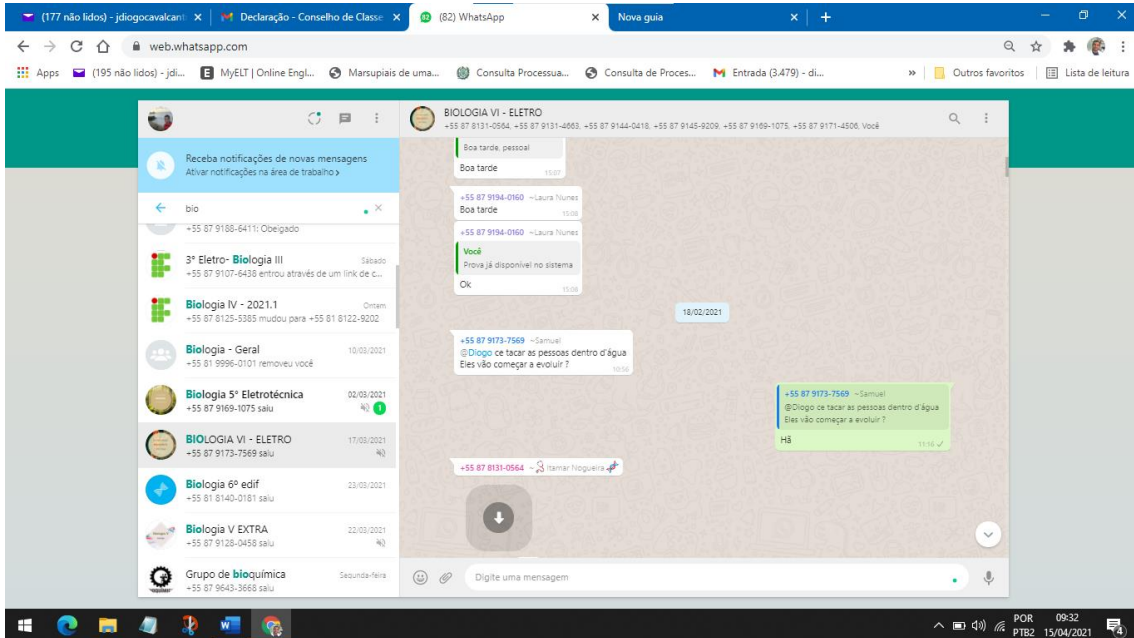 (177 não lidos) - jdiogocavalcant
Declaração - Conselho de Classe
(82) WhatsApp
Nova guia
web.whatsapp.com
Apps
(195 não lidos) - jdi...
MyELT | Online Engl...
Marsupiais de uma...
Consulta Processua...
Consulta de Proces...
Entrada (3.479) - di...
Outros favoritos
Lista de leitura
Receba notificações de novas mensagens
Ativar notificações na área de trabalho
bio
+55 87 9188-6411: Obeigado
3° Eletro- Biologia III
Sábado
+55 87 9107-6438 entrou através de um link de c...
Biologia IV - 2021.1
Ontem
+55 87 8125-5385 mudou para +55 81 8122-9202
Biologia - Geral
10/03/2021
+55 81 9996-0101 removeu você
Biologia 5° Eletrotécnica
02/03/2021
+55 87 9169-1075 saiu
1
BIOLOGIA VI - ELETRO
17/03/2021
+55 87 9173-7569 saiu
Biologia 6º edif
23/03/2021
+55 81 8140-0181 saiu
Biologia V EXTRA
22/03/2021
+55 87 9128-0458 saiu
Grupo de bioquímica
Segunda-feira
+55 87 9643-3668 saiu
BIOLOGIA VI - ELETRO
+55 87 8131-0564, +55 87 9131-4663, +55 87 9144-0418, +55 87 9145-9209, +55 87 9169-1075, +55 87 9171-4506, Você
Boa tarde, pessoal
Boa tarde
15:07
+55 87 9194-0160 ~Laura Nunes
Boa tarde
15:08
+55 87 9194-0160 ~Laura Nunes
Você
Prova já disponível no sistema
Ok
15:08
18/02/2021
+55 87 9173-7569 ~Samuel
@Diogo ce tacar as pessoas dentro d'água
Eles vão começar a evoluir ?
10:56
+55 87 9173-7569 ~Samuel
@Diogo ce tacar as pessoas dentro d'água
Eles vão começar a evoluir ?
Hã
11:16
+55 87 8131-0564 ~ Itamar Nogueira
Digite uma mensagem
POR
PTB2
09:32
15/04/2021
4